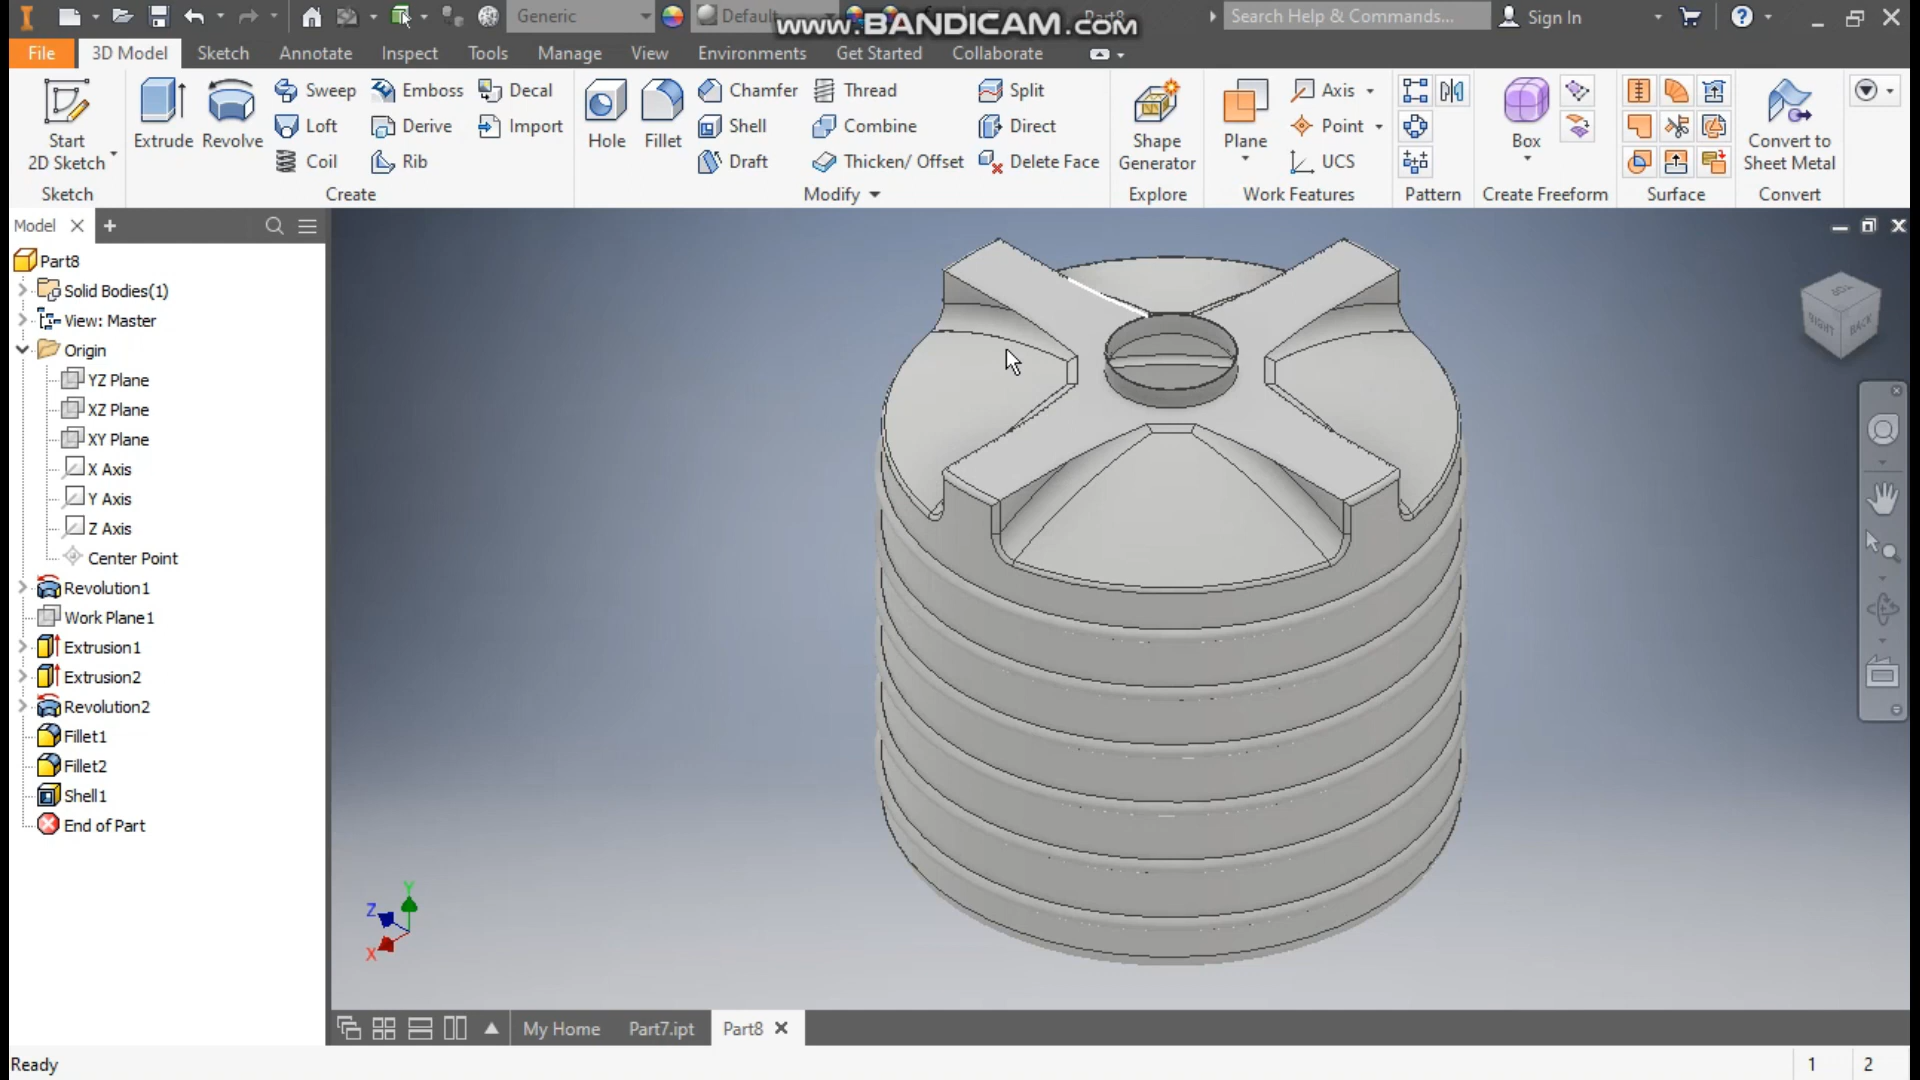 Generic
Default
www.BANDICAM.com
Search Help & Commands...
Sign In
File
3D Model
Sketch
Annotate
Inspect
Tools
Manage
View
Environments
Get Started
Collaborate
Start
2D Sketch
Sketch
Extrude
Revolve
Sweep
Loft
Coil
Emboss
Derive
Rib
Decal
Import
Create
Hole
Fillet
Chamfer
Shell
Draft
Thread
Combine
Thicken/ Offset
Split
Direct
Delete Face
Modify
Shape
Generator
Explore
Plane
Axis
Point
UCS
Work Features
Pattern
Box
Create Freeform
Surface
Convert to
Sheet Metal
Convert
Model
Part8
Solid Bodies(1)
View: Master
Origin
YZ Plane
XZ Plane
XY Plane
X Axis
Y Axis
Z Axis
Center Point
Revolution1
Work Plane1
Extrusion1
Extrusion2
Revolution2
Fillet1
Fillet2
Shell1
End of Part
TOP
RIGHT
BACK
Y
Z
X
My Home
Part7.ipt
Part8
Ready
1
2